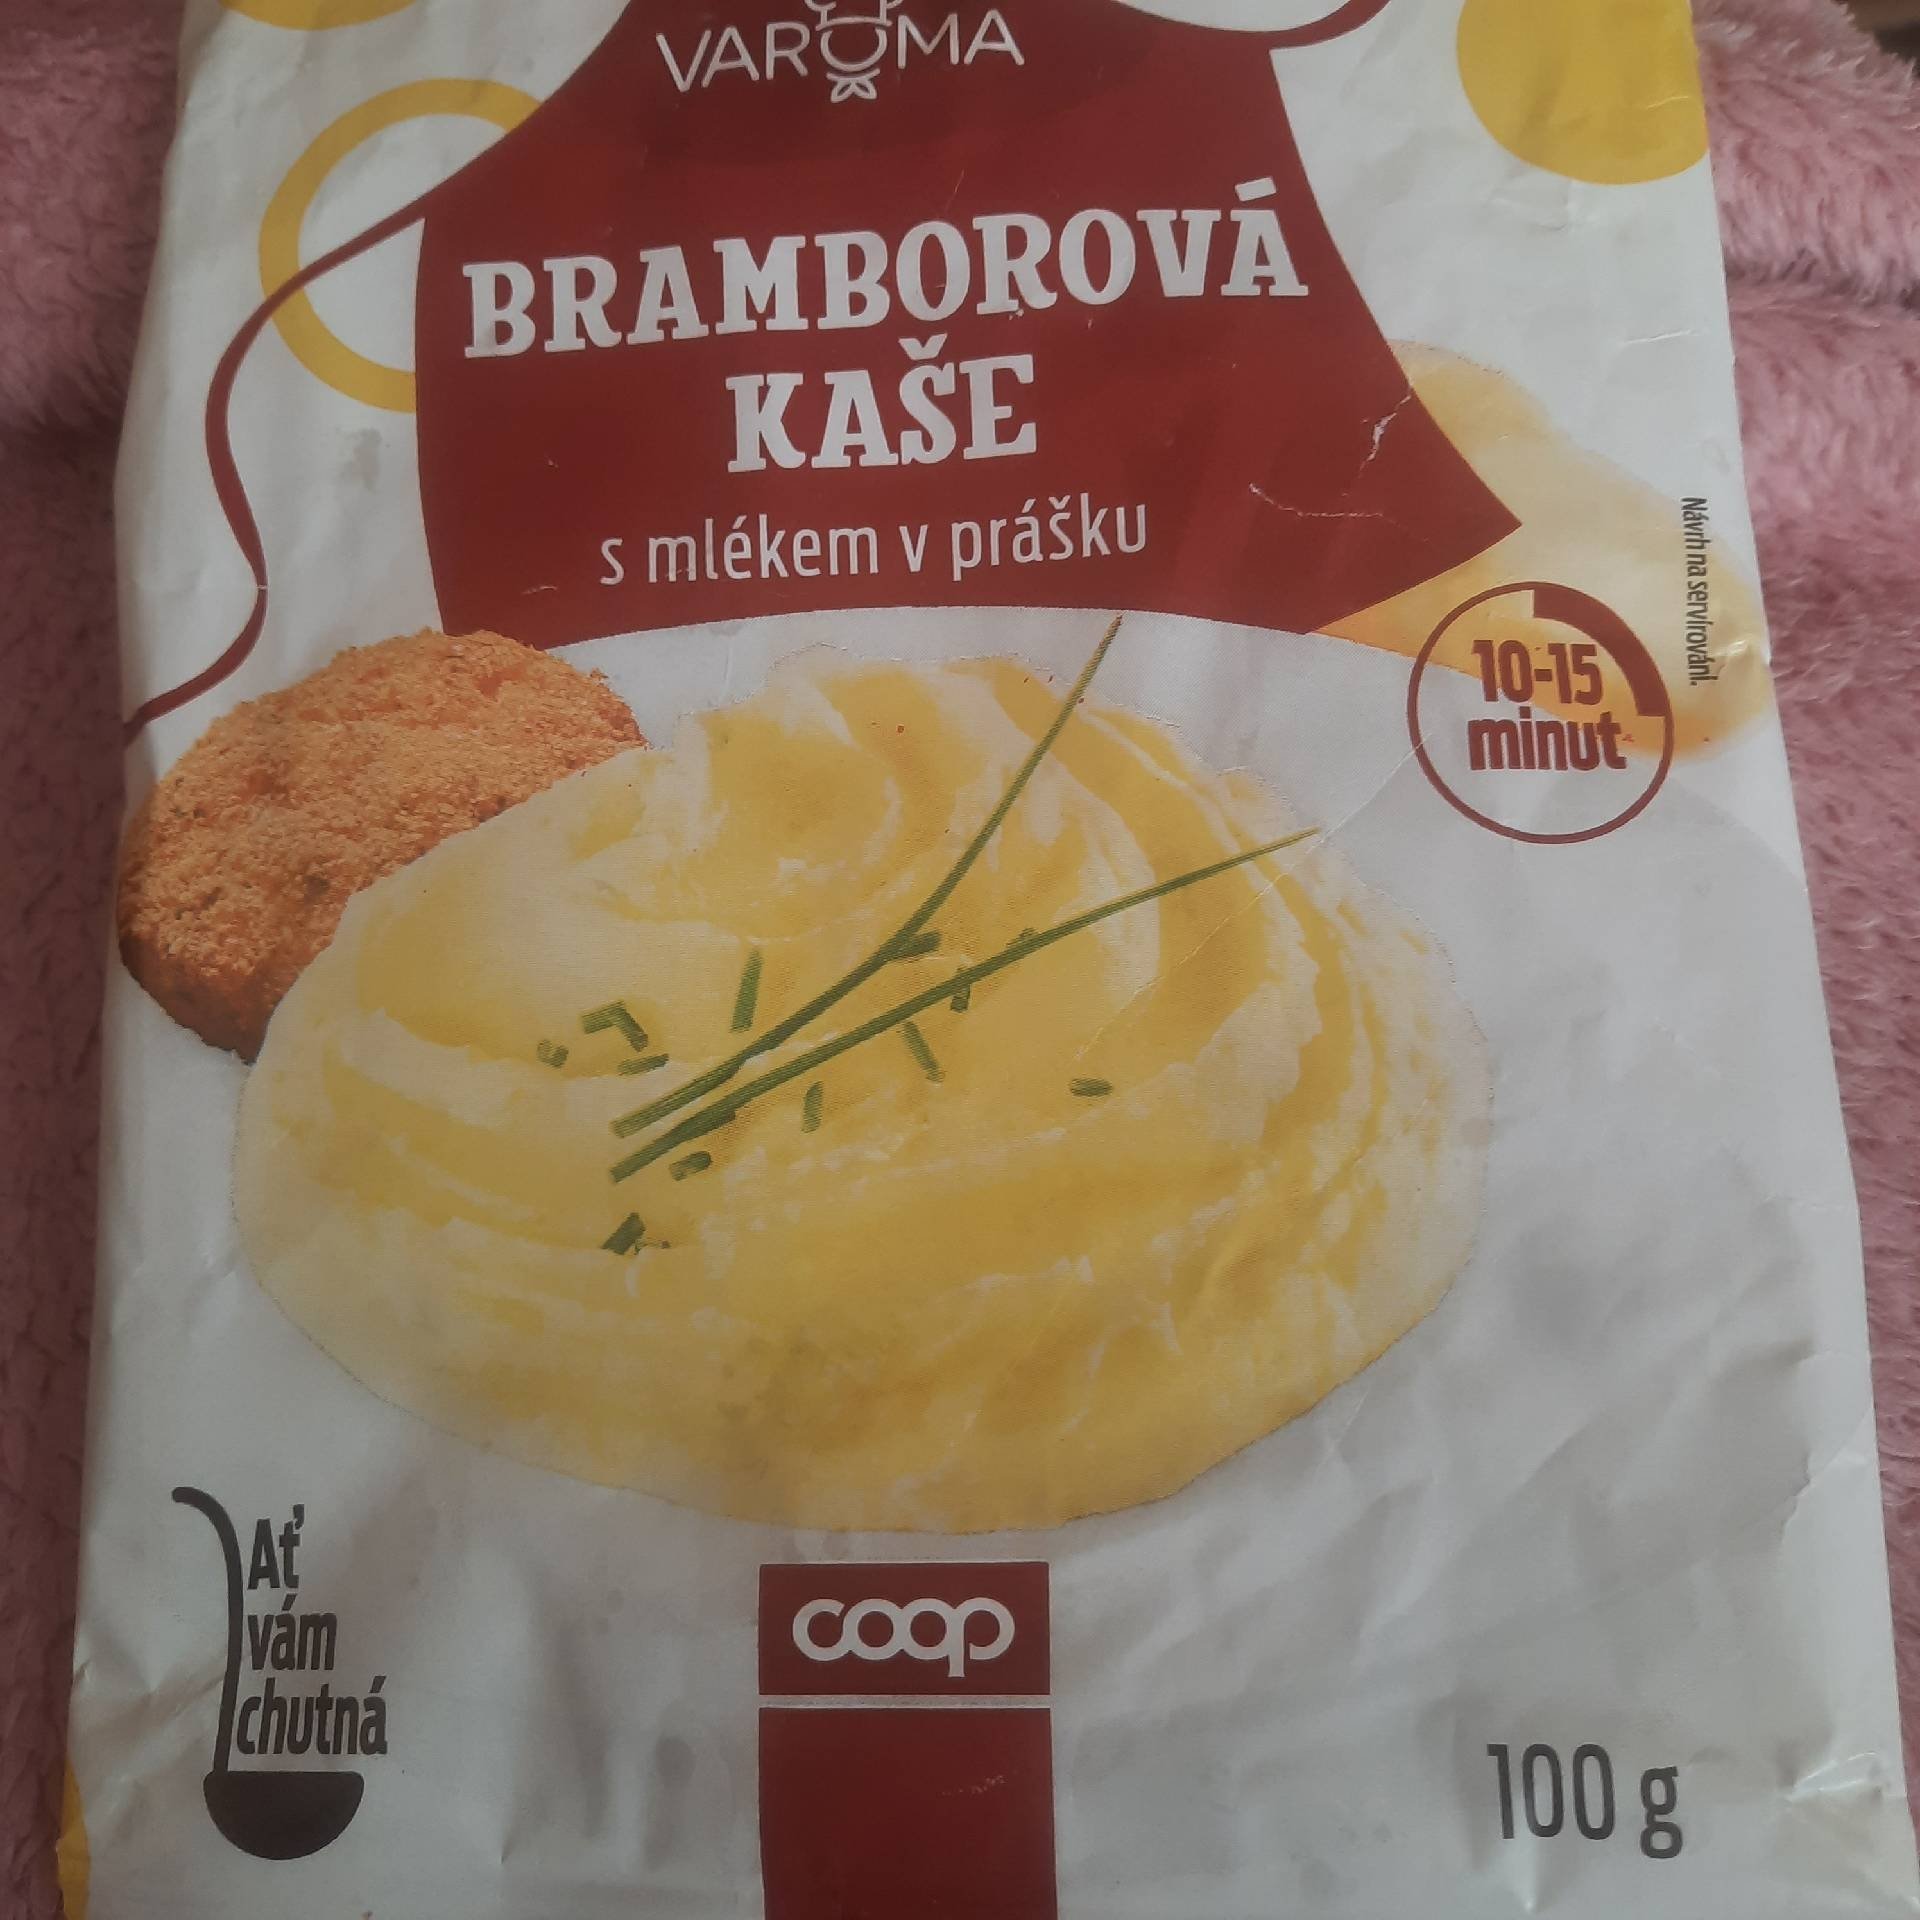 VAROMA
BRAMBOROVÁ
KAŠE
s mlékem v prášku
Návrh na servírování.
10-15
minut
Ať
vám
chutná
coop
100 g